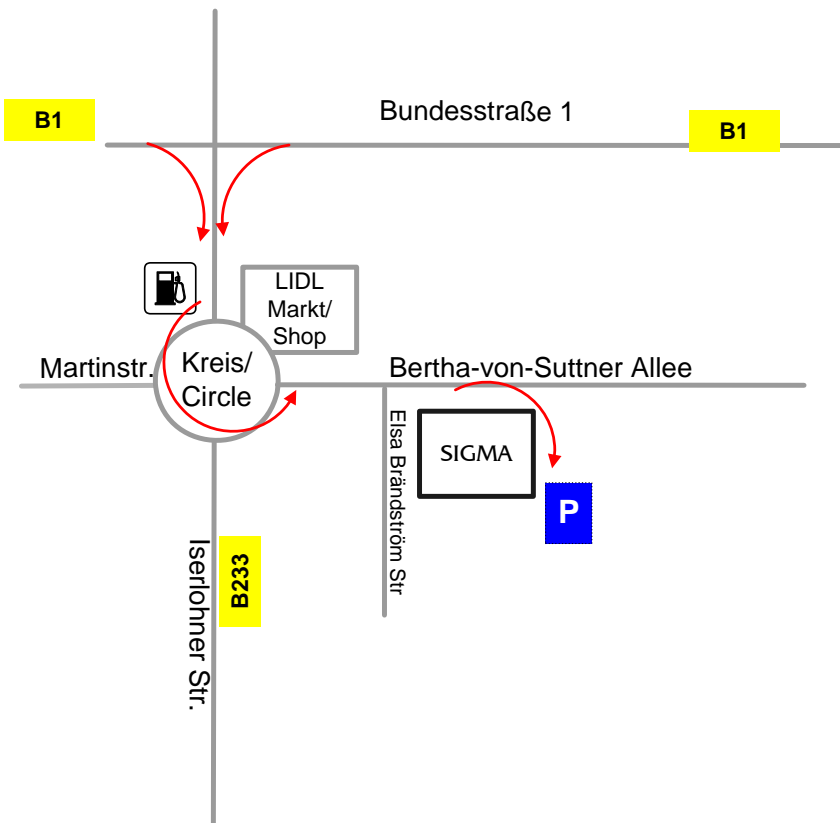 Bundesstraße 1
B1
B1
LIDL
Markt/
Shop
Martinstr.
Kreis/
Circle
Bertha-von-Suttner Allee
Elsa Brändström Str
SIGMA
P
Iserlohner Str.
B233